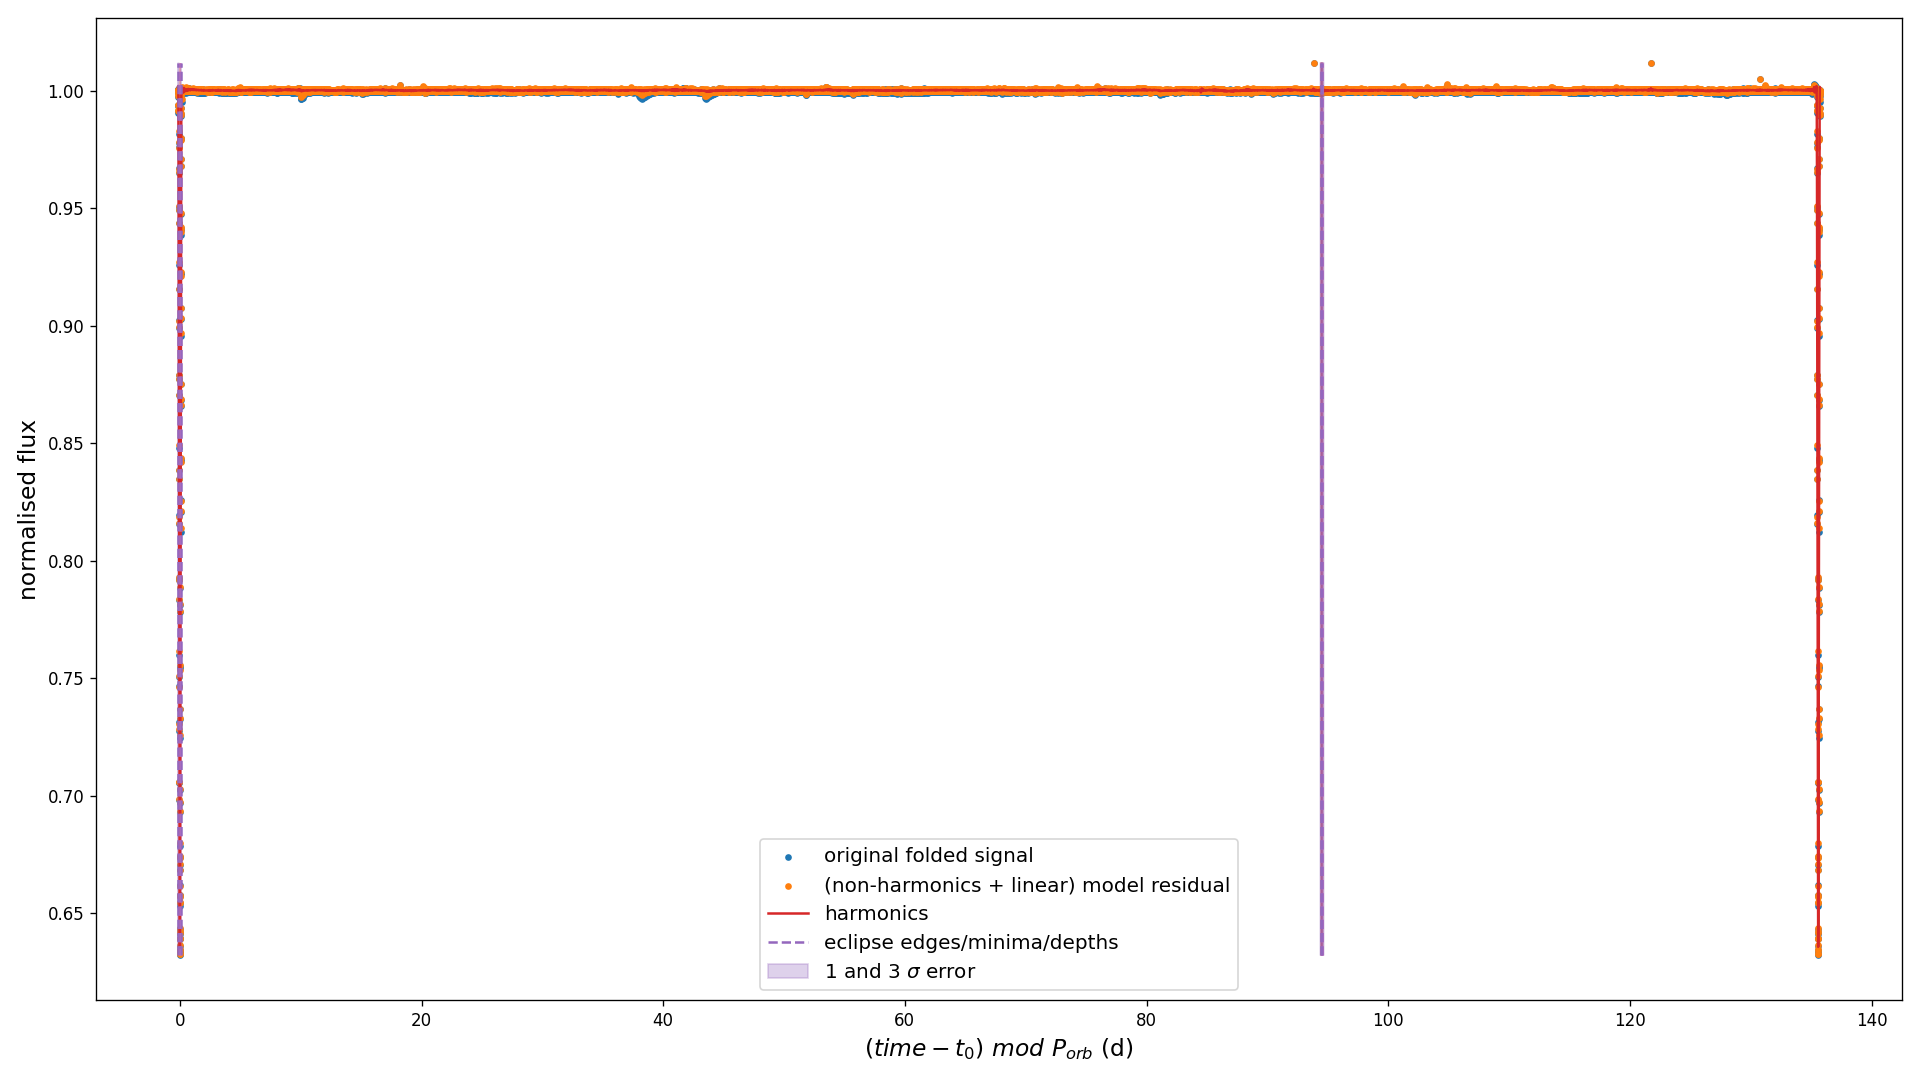 1.00
0.95
0.90
0.85
0.80
0.75
0.70
0.65
normalised flux
original folded signal
(non-harmonics + linear) model residual
harmonics
eclipse edges/minima/depths
1 and 3 σ error
0 20 40 60 80 100 120 140
(time − t₀) mod Pₒᵣb (d)